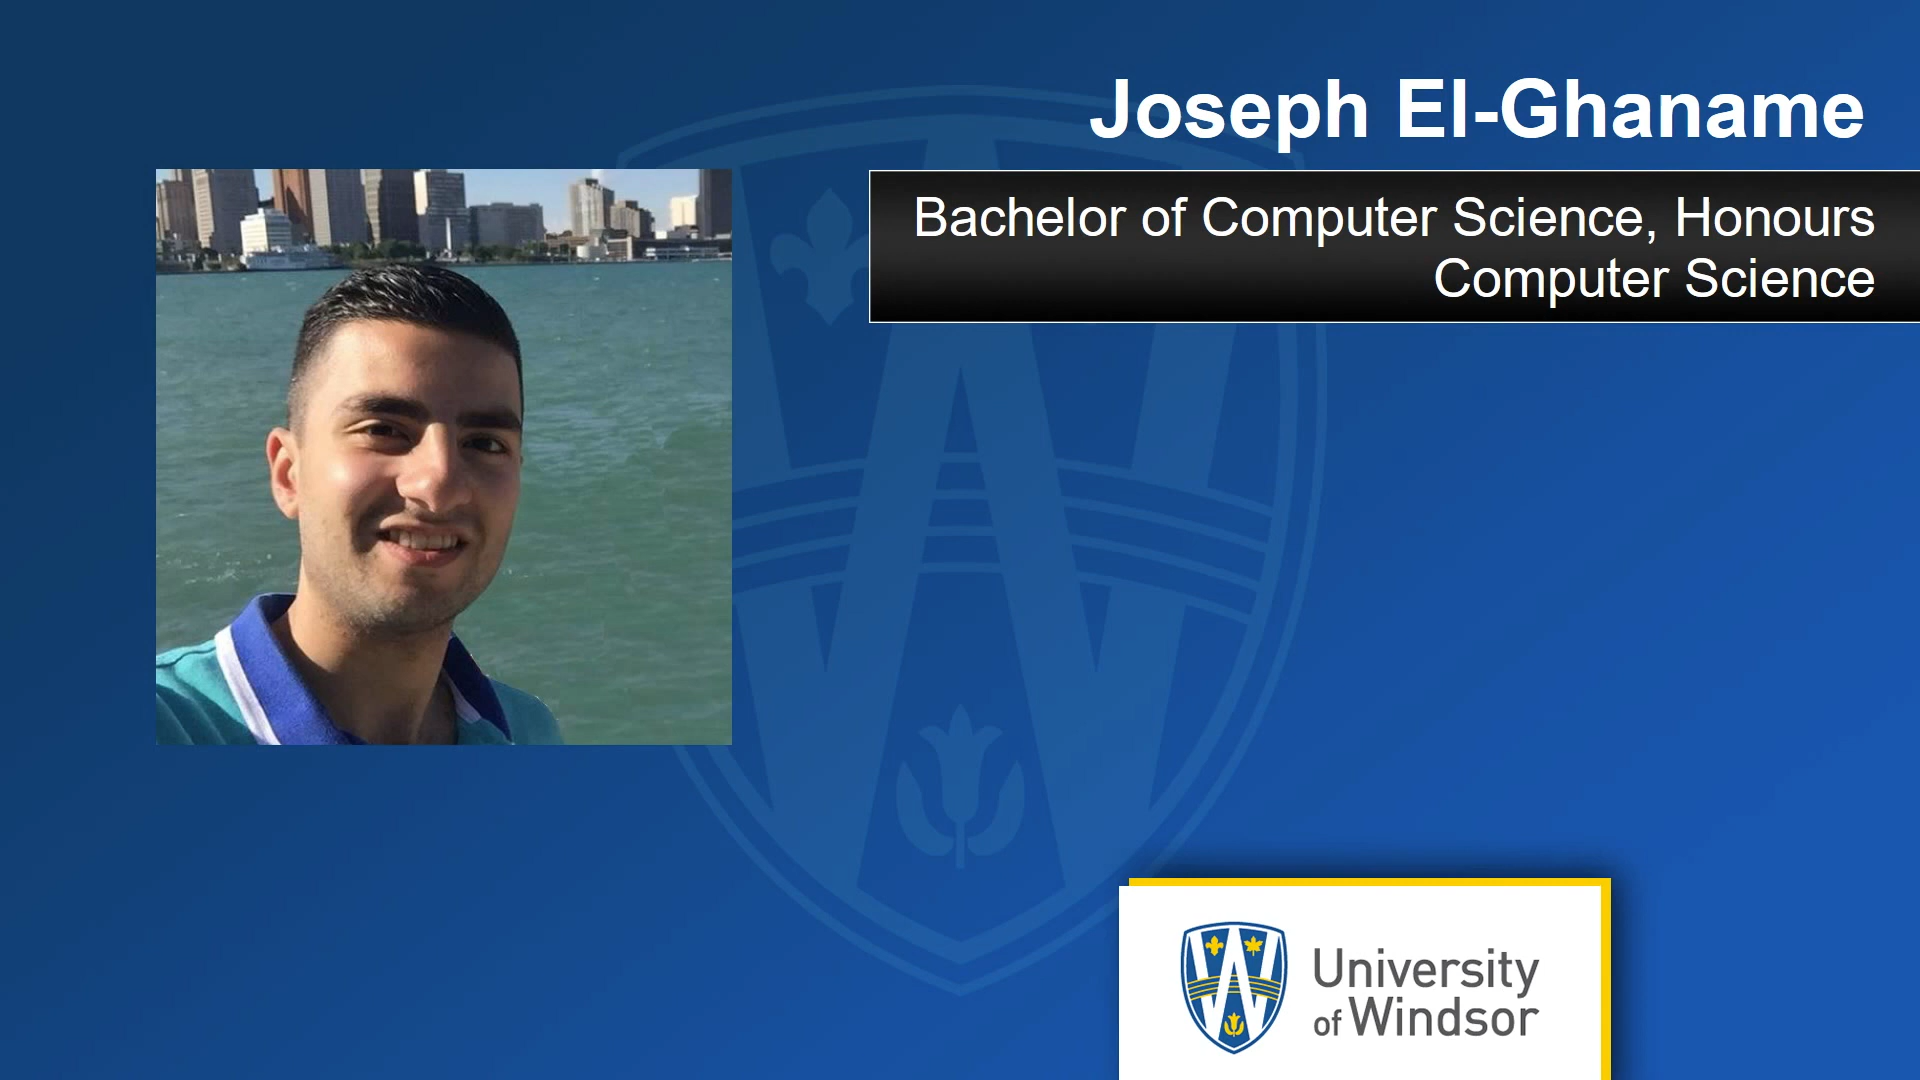 Joseph El-Ghaname
Bachelor of Computer Science, Honours
Computer Science
University
of Windsor